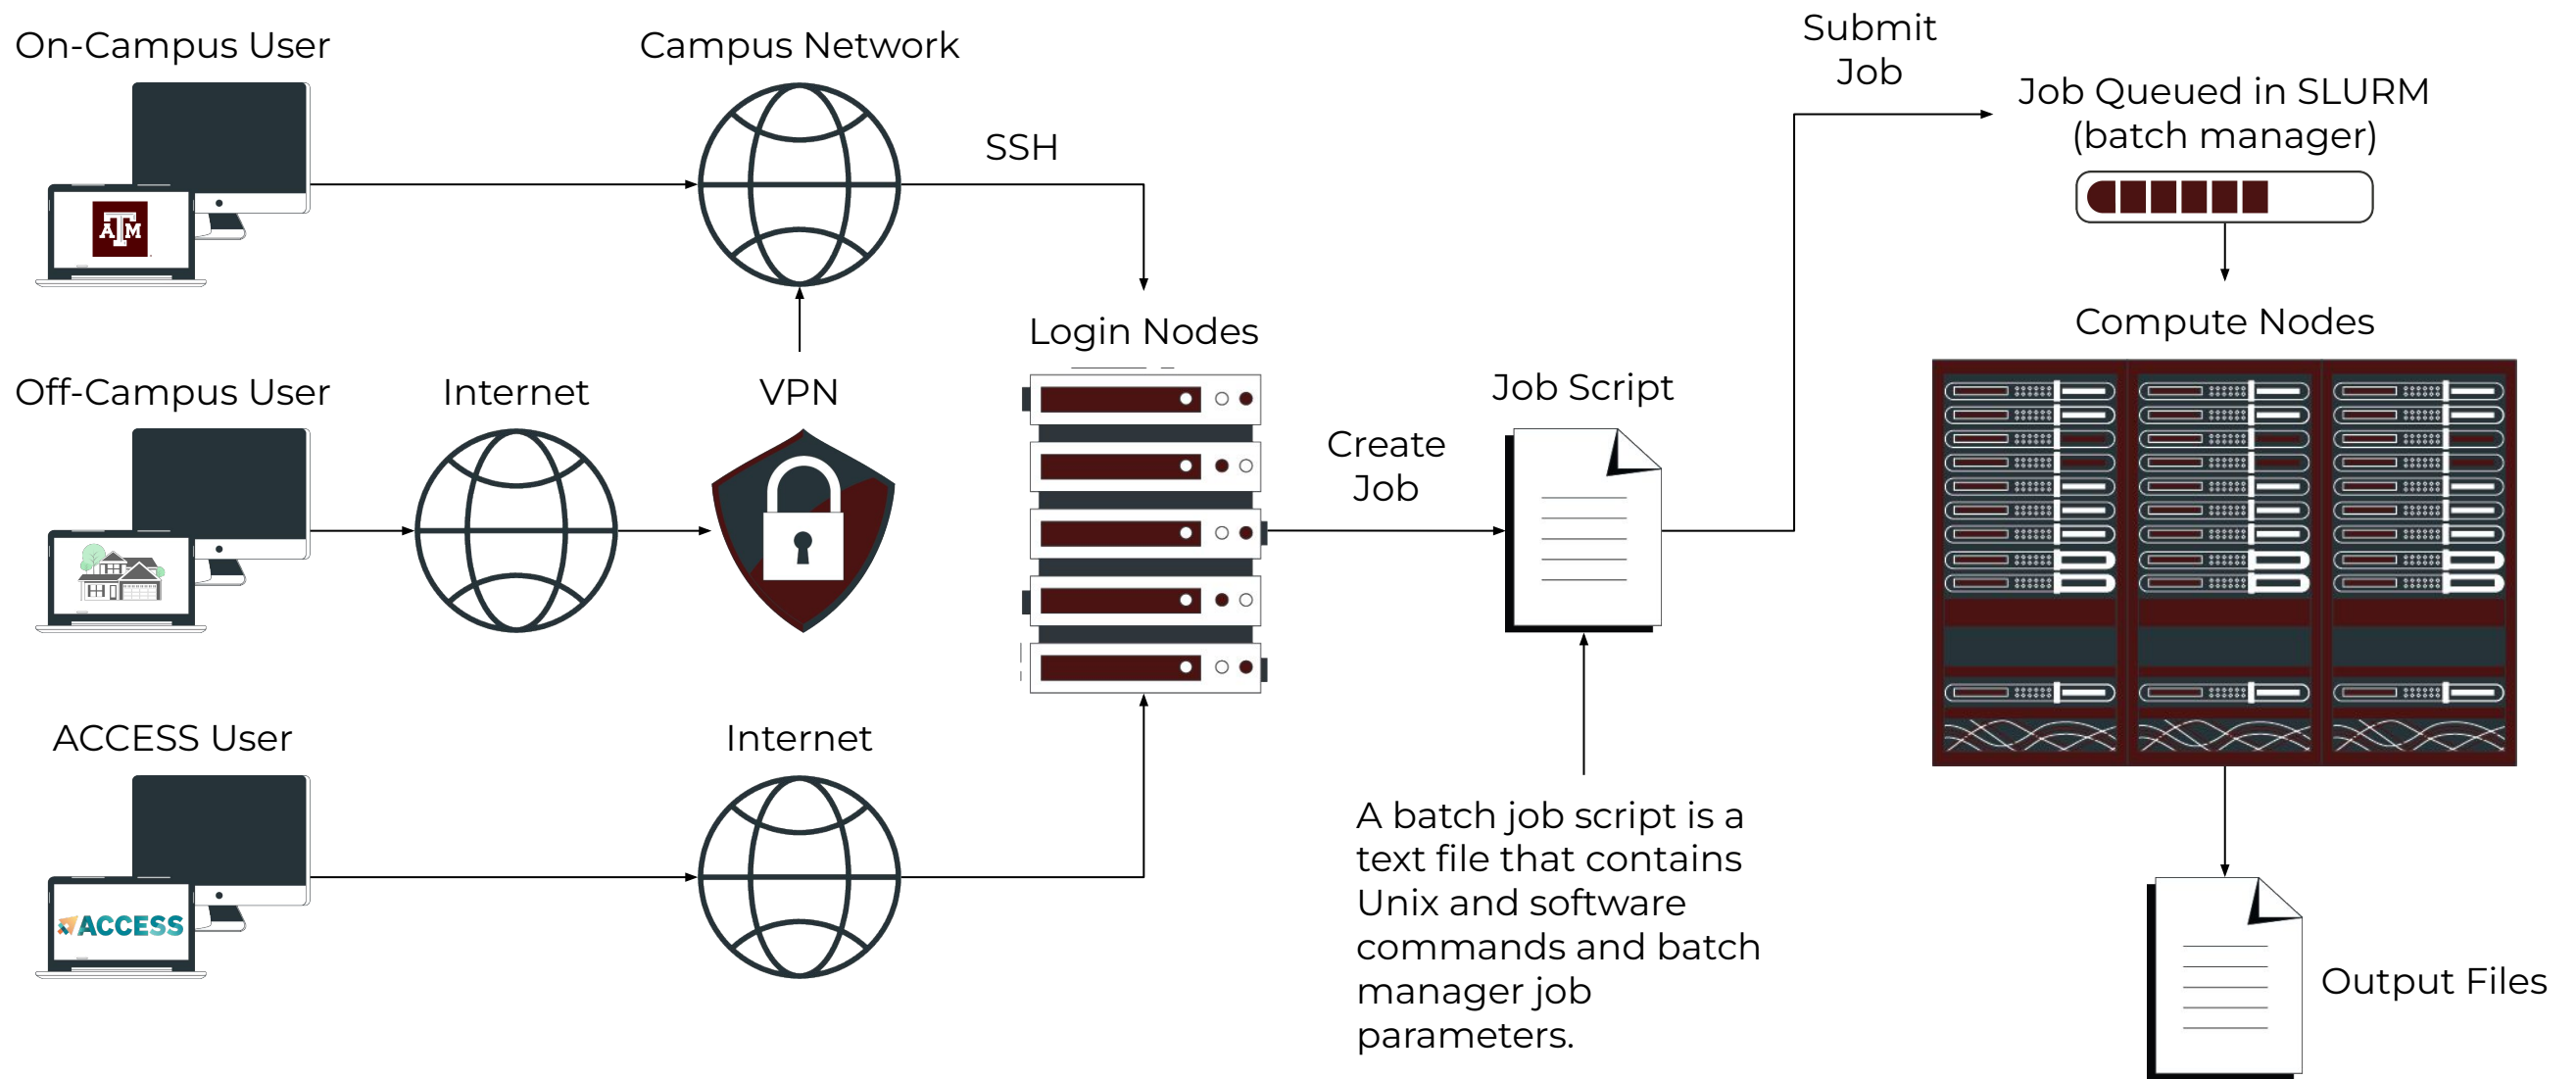 On-Campus User
Campus Network
SSH
Submit
Job
Job Queued in SLURM
(batch manager)
Compute Nodes
ATM
Off-Campus User
Internet
VPN
Login Nodes
Create
Job
Job Script
ACCESS User
Internet
ACCESS
A batch job script is a
text file that contains
Unix and software
commands and batch
manager job
parameters.
Output Files